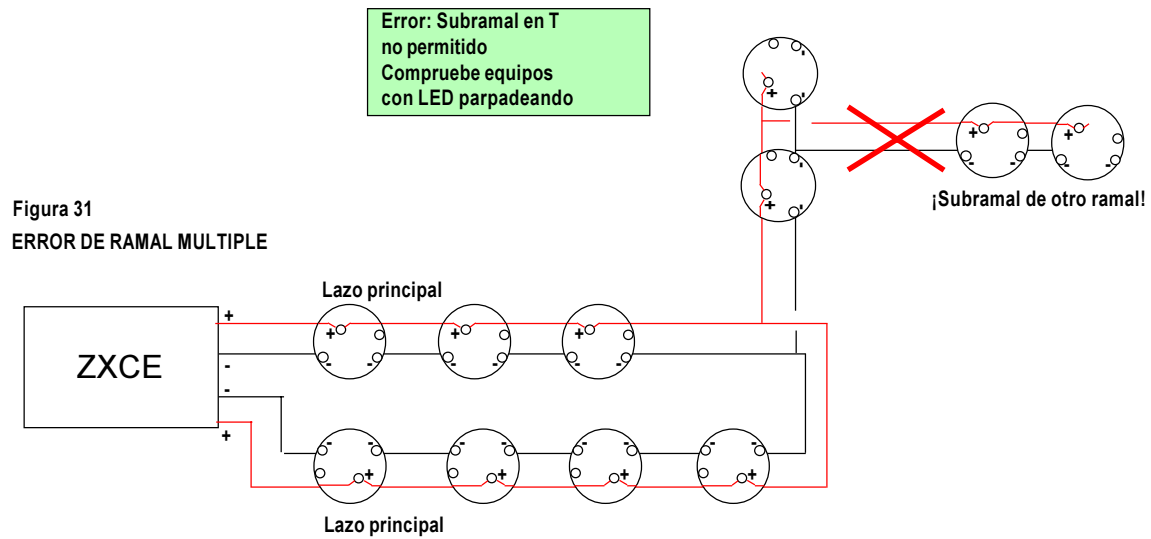 Error: Subramal en T
no permitido
Compruebe equipos
con LED parpadeando
¡Subramal de otro ramal!
Figura 31
ERROR DE RAMAL MULTIPLE
Lazo principal
ZXCE
+
-
-
+
Lazo principal